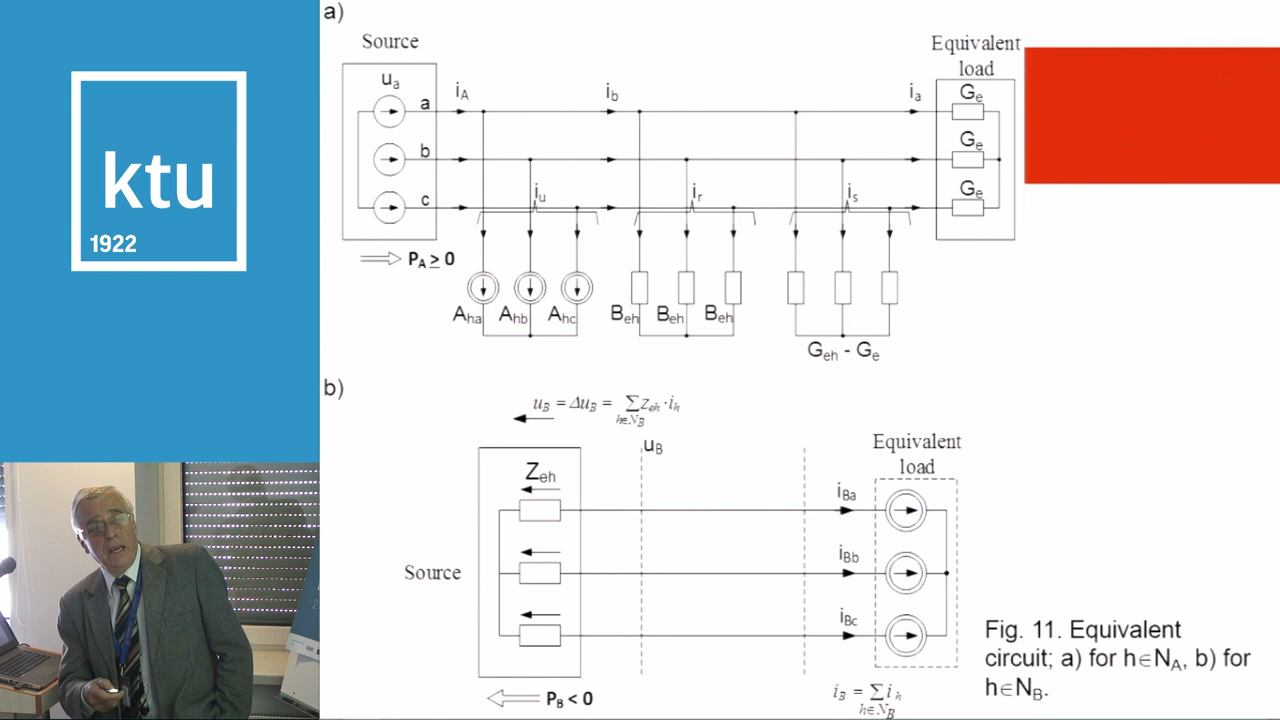 ktu
1922
a)
Source
Equivalent
load
u_a
a
b
c
i_A
i_b
i_a
G_e
G_e
G_e
i_u
i_r
i_s
P_A ≥ 0
A_ha
A_hb
A_hc
B_eh
B_eh
B_eh
G_eh - G_e
b)
u_B = Δu_B = ∑ z_eh · i_h
h∈N_B
u_B
Equivalent
load
Z_eh
i_Ba
i_Bb
i_Bc
Source
P_B < 0
i_B = ∑ i_h
h∈N_B
Fig. 11. Equivalent
circuit; a) for h∈N_A, b) for
h∈N_B.